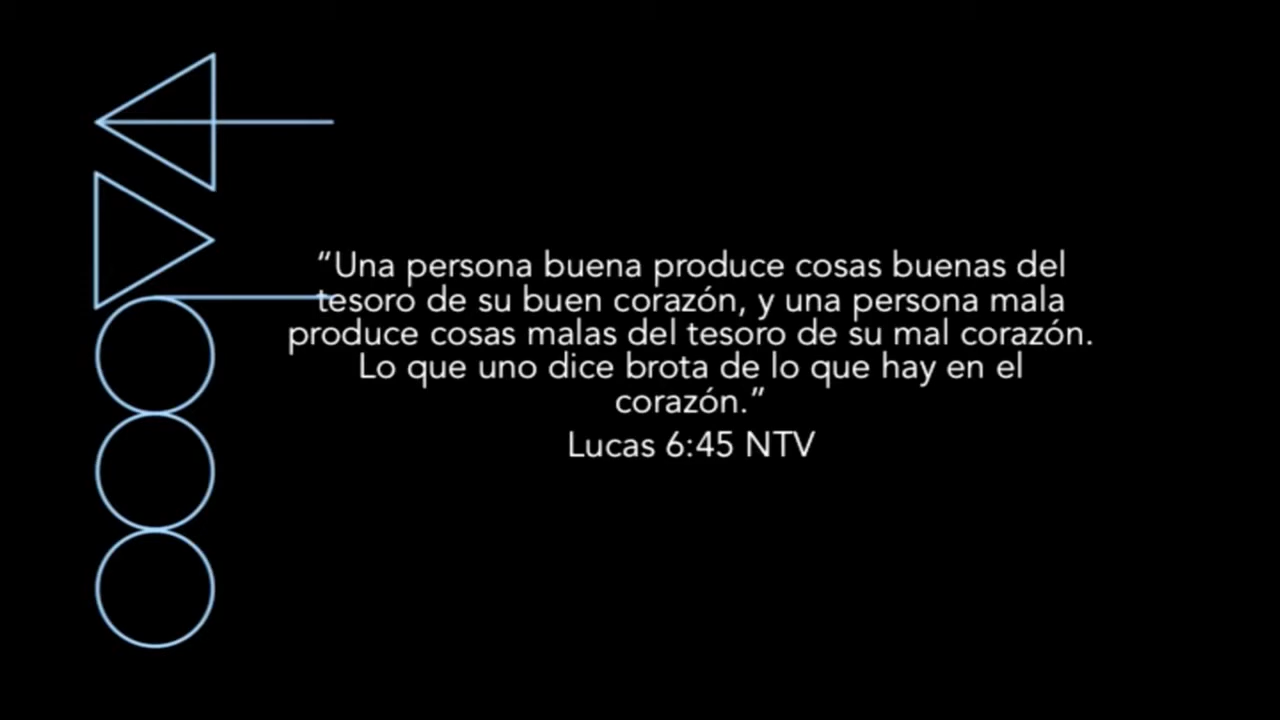 “Una persona buena produce cosas buenas del
tesoro de su buen corazón, y una persona mala
produce cosas malas del tesoro de su mal corazón.
Lo que uno dice brota de lo que hay en el
corazón.”
Lucas 6:45 NTV